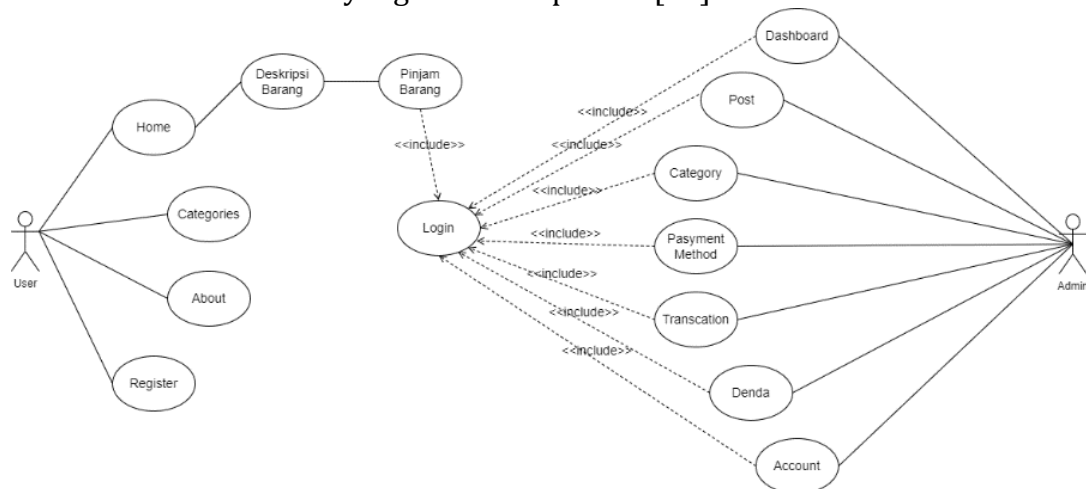 Dashboard
Deskripsi
Barang
Pinjam
Barang
Post
<<include>>
Home
<<include>>
<<include>>
Category
<<include>>
Categories
Login
<<include>>
Pasyment
Method
User
Admin
<<include>>
About
Transcation
<<include>>
<<include>>
Register
Denda
Account